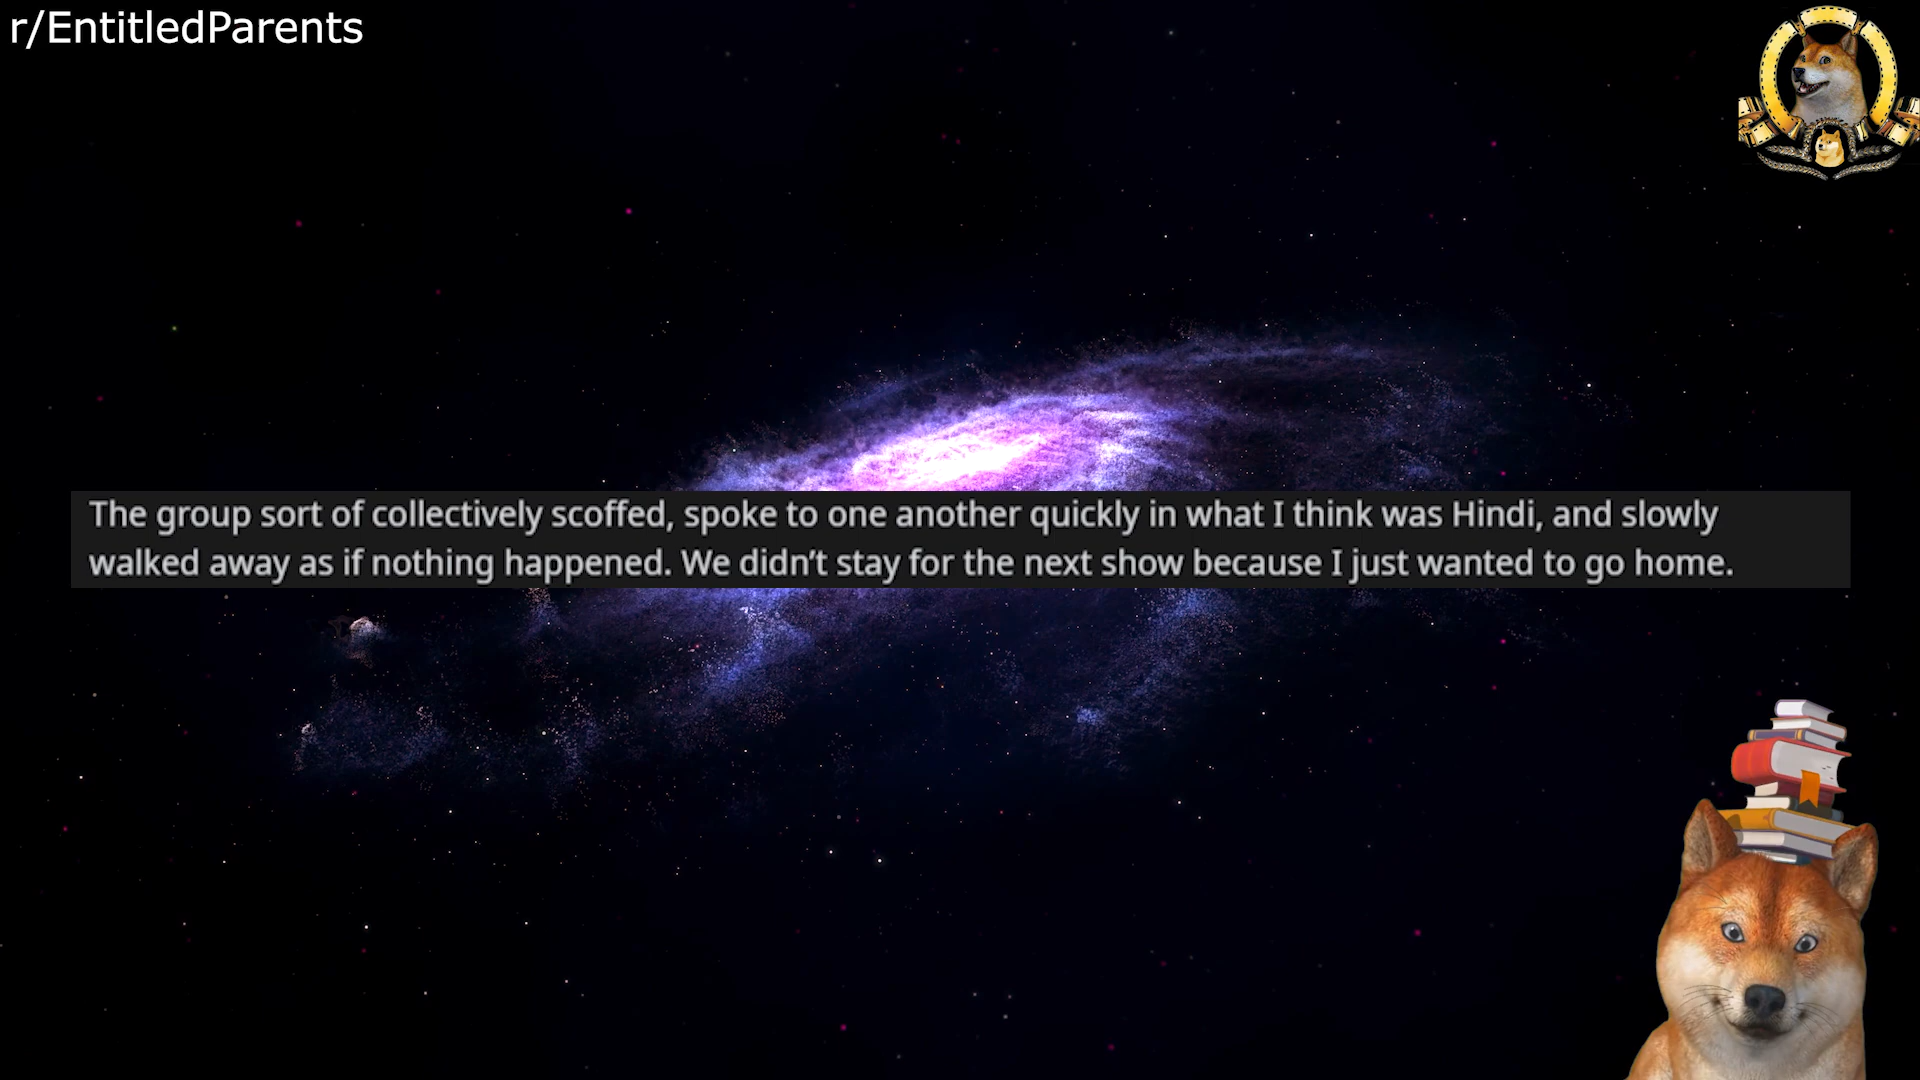 r/EntitledParents
The group sort of collectively scoffed, spoke to one another quickly in what I think was Hindi, and slowly
walked away as if nothing happened. We didn’t stay for the next show because I just wanted to go home.